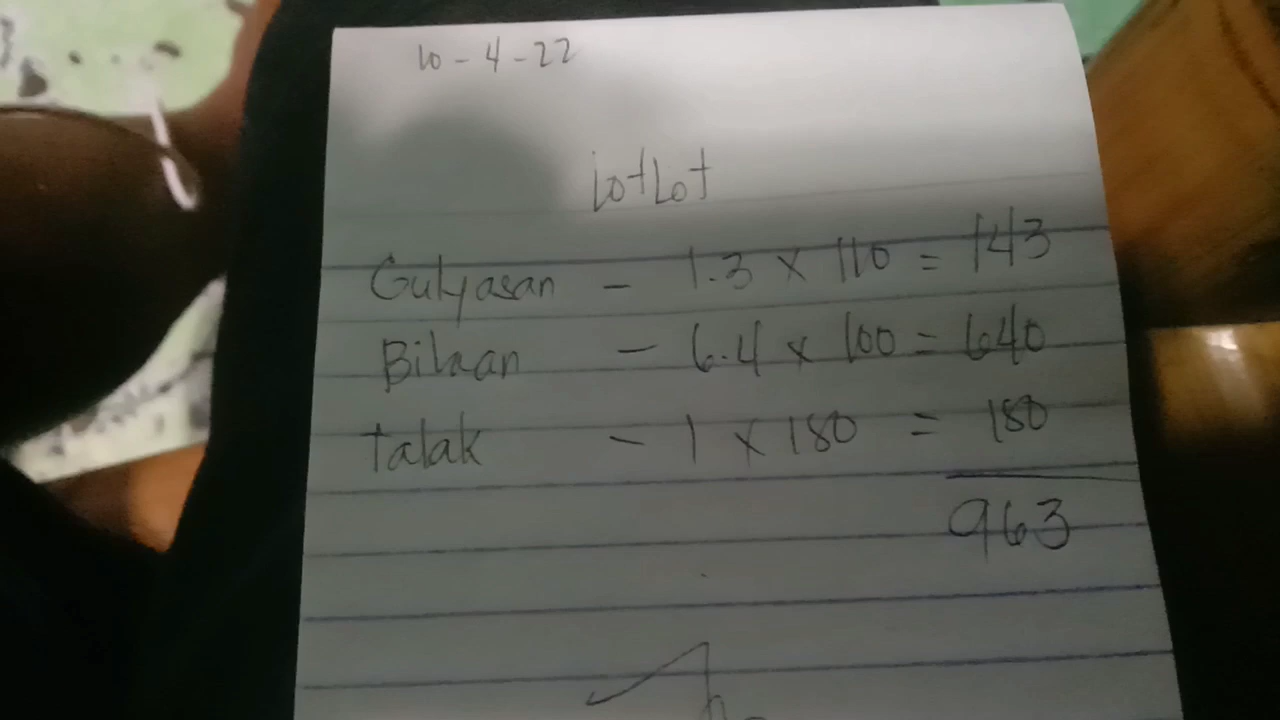 10-4-22
LotLot
Gulyasan - 1.3 x 110 = 143
Bilaan - 6.4 x 100 = 640
talak - 1 x 180 = 180
963